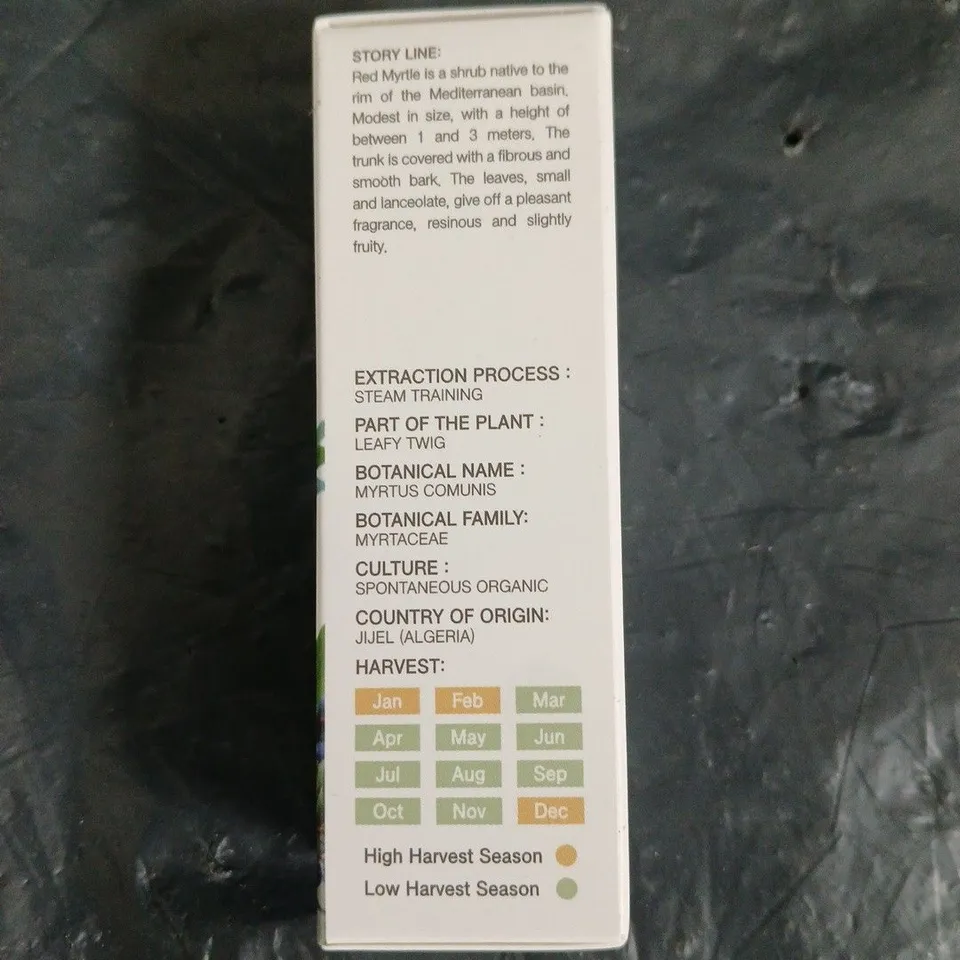 STORY LINE:
Red Myrtle is a shrub native to the
rim of the Mediterranean basin.
Modest in size, with a height of
between 1 and 3 meters. The
trunk is covered with a fibrous and
smooth bark. The leaves, small
and lanceolate, give off a pleasant
fragrance, resinous and slightly
fruity.
EXTRACTION PROCESS :
STEAM TRAINING
PART OF THE PLANT :
LEAFY TWIG
BOTANICAL NAME :
MYRTUS COMUNIS
BOTANICAL FAMILY:
MYRTACEAE
CULTURE :
SPONTANEOUS ORGANIC
COUNTRY OF ORIGIN:
JIJEL (ALGERIA)
HARVEST:
Jan Feb Mar
Apr May Jun
Jul Aug Sep
Oct Nov Dec
High Harvest Season
Low Harvest Season